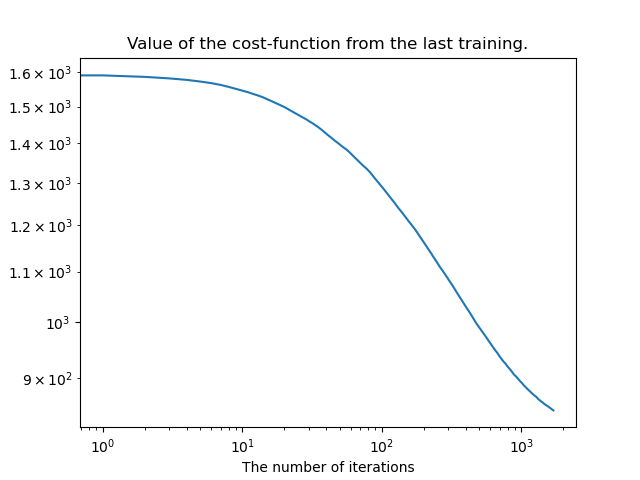 Value of the cost-function from the last training.
1.6 × 10³
1.5 × 10³
1.4 × 10³
1.3 × 10³
1.2 × 10³
1.1 × 10³
10³
9 × 10²
10⁰ 10¹ 10² 10³
The number of iterations